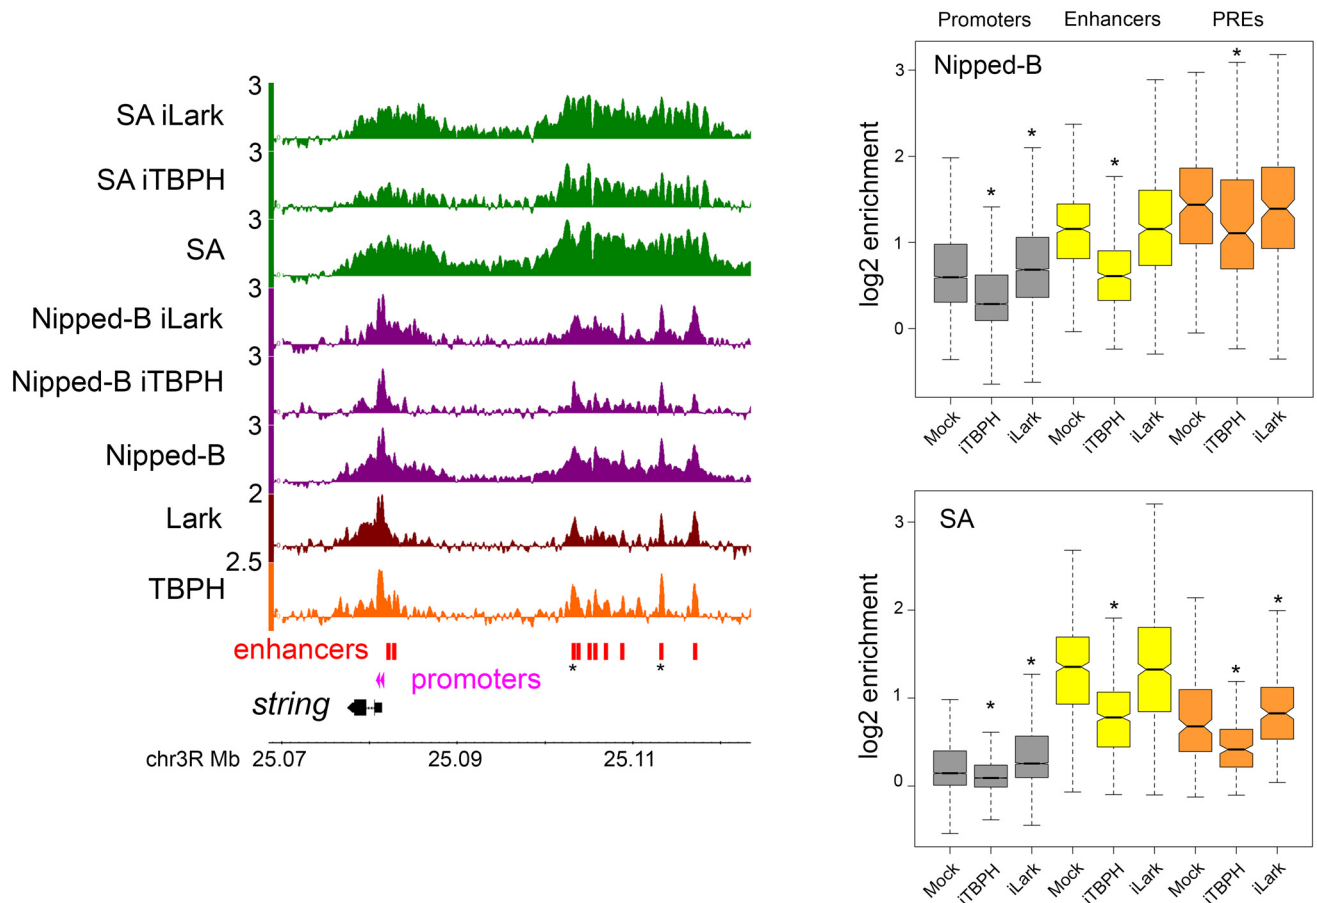 3
SA iLark
3
SA iTBPH
3
SA
3
Nipped-B iLark
3
Nipped-B iTBPH
3
Nipped-B
2
Lark
2.5
TBPH
enhancers
* *
promoters
string
chr3R Mb 25.07 25.09 25.11
Promoters Enhancers PREs
Nipped-B
log2 enrichment
3
2
1
0
* * * *
Mock iTBPH iLark Mock iTBPH iLark Mock iTBPH iLark
SA
log2 enrichment
3
2
1
0
* * * * *
Mock iTBPH iLark Mock iTBPH iLark Mock iTBPH iLark